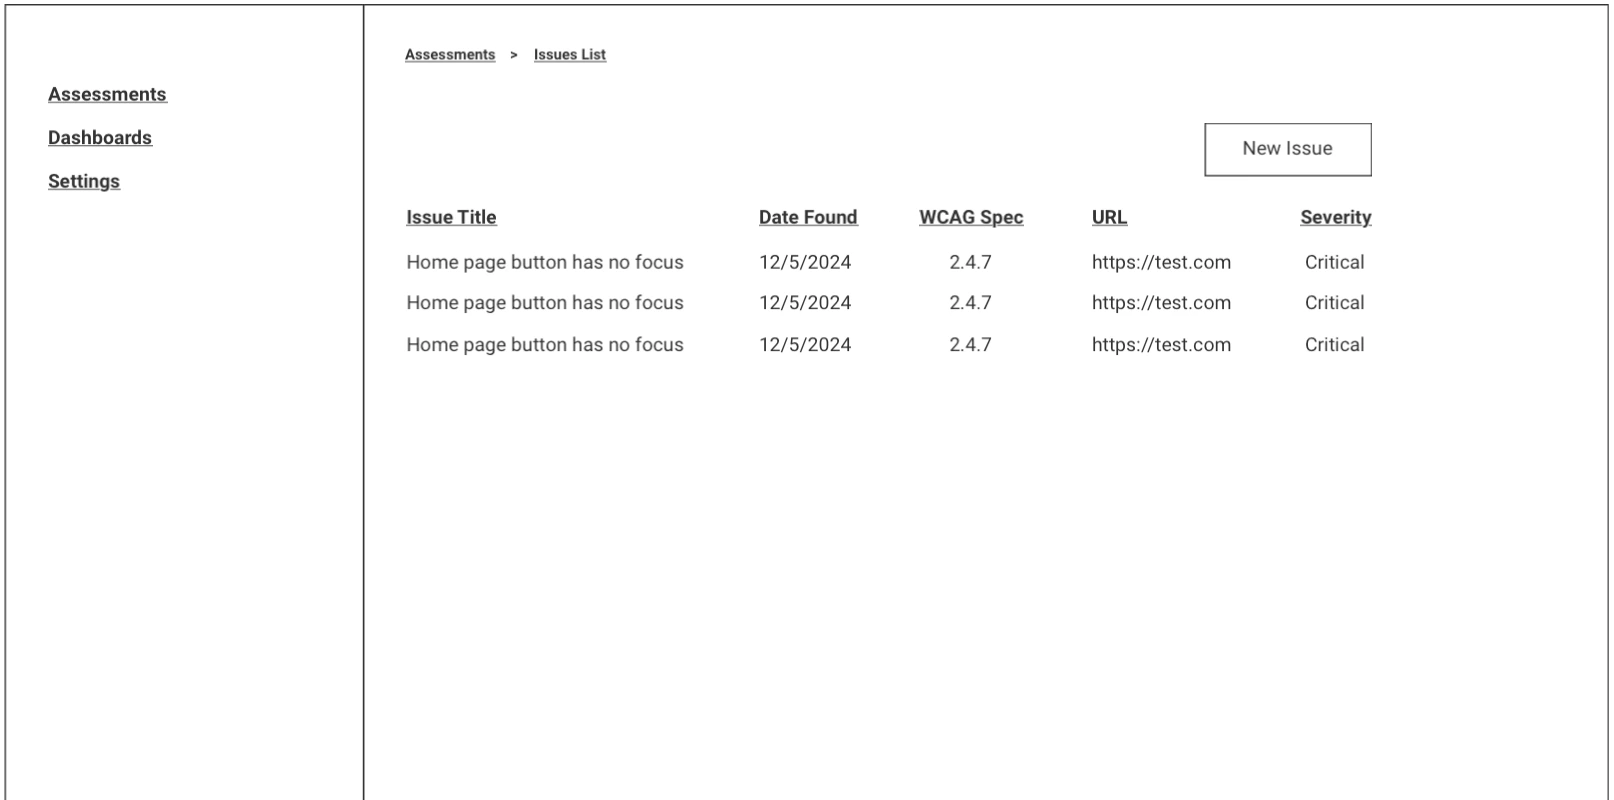 Assessments
Dashboards
Settings
Assessments > Issues List
New Issue
Issue Title Date Found WCAG Spec URL Severity
Home page button has no focus 12/5/2024 2.4.7 https://test.com Critical
Home page button has no focus 12/5/2024 2.4.7 https://test.com Critical
Home page button has no focus 12/5/2024 2.4.7 https://test.com Critical